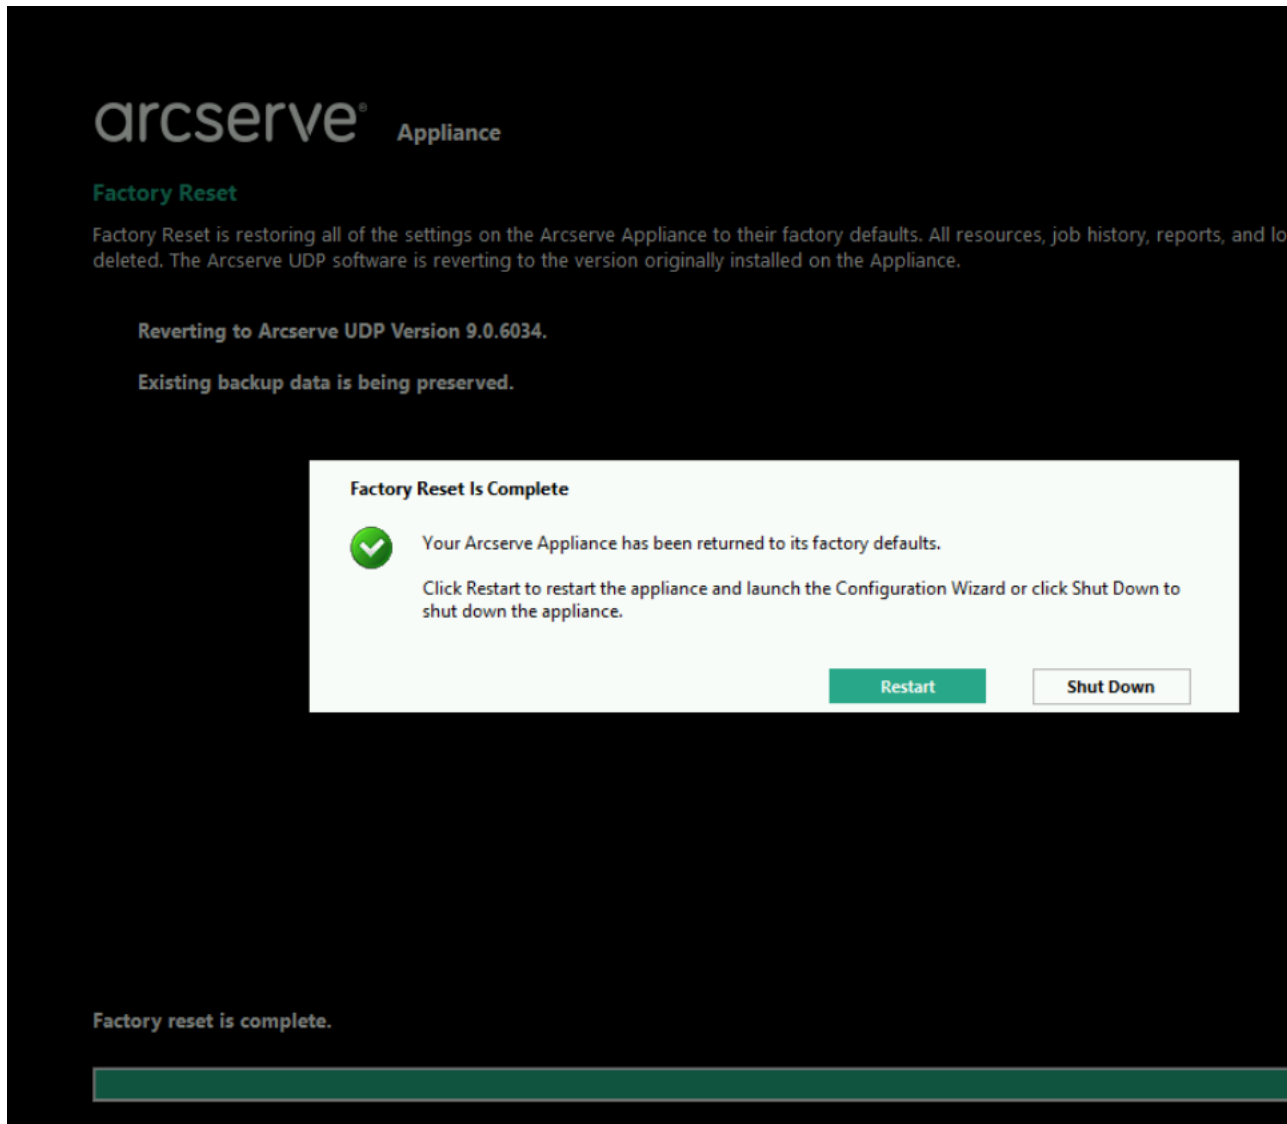 arcserve® Appliance
Factory Reset
Factory Reset is restoring all of the settings on the Arcserve Appliance to their factory defaults. All resources, job history, reports, and
deleted. The Arcserve UDP software is reverting to the version originally installed on the Appliance.
Reverting to Arcserve UDP Version 9.0.6034.
Existing backup data is being preserved.
Factory Reset Is Complete
Your Arcserve Appliance has been returned to its factory defaults.
Click Restart to restart the appliance and launch the Configuration Wizard or click Shut Down to
shut down the appliance.
Restart
Shut Down
Factory reset is complete.